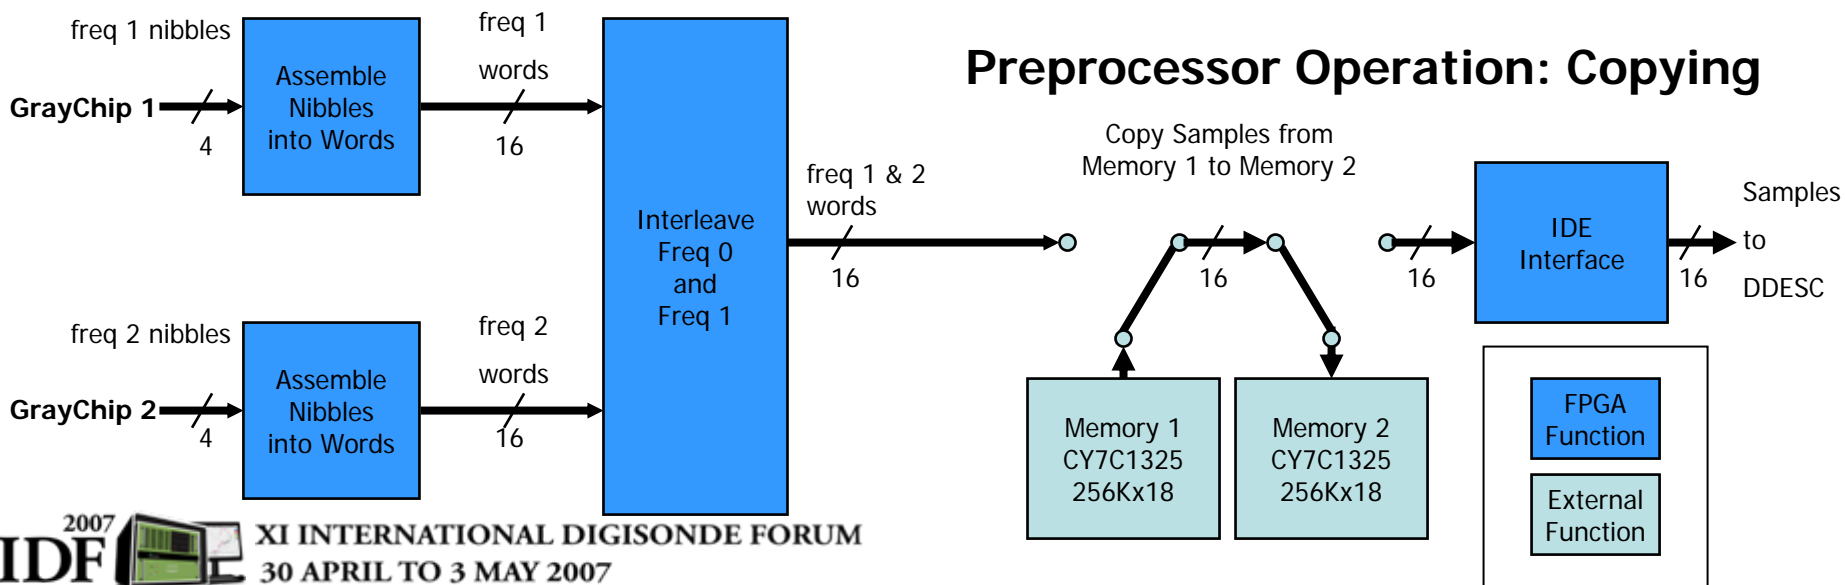 Preprocessor Operation: Copying
freq 1 nibbles
GrayChip 1
4
Assemble
Nibbles
into Words
freq 1
words
16
freq 2 nibbles
GrayChip 2
4
Assemble
Nibbles
into Words
freq 2
words
16
Interleave
Freq 0
and
Freq 1
freq 1 & 2
words
16
Copy Samples from
Memory 1 to Memory 2
16
Memory 1
CY7C1325
256Kx18
Memory 2
CY7C1325
256Kx18
16
IDE
Interface
16
Samples
to
DDESC
FPGA
Function
External
Function
2007
IDF
XI INTERNATIONAL DIGISONDE FORUM
30 APRIL TO 3 MAY 2007